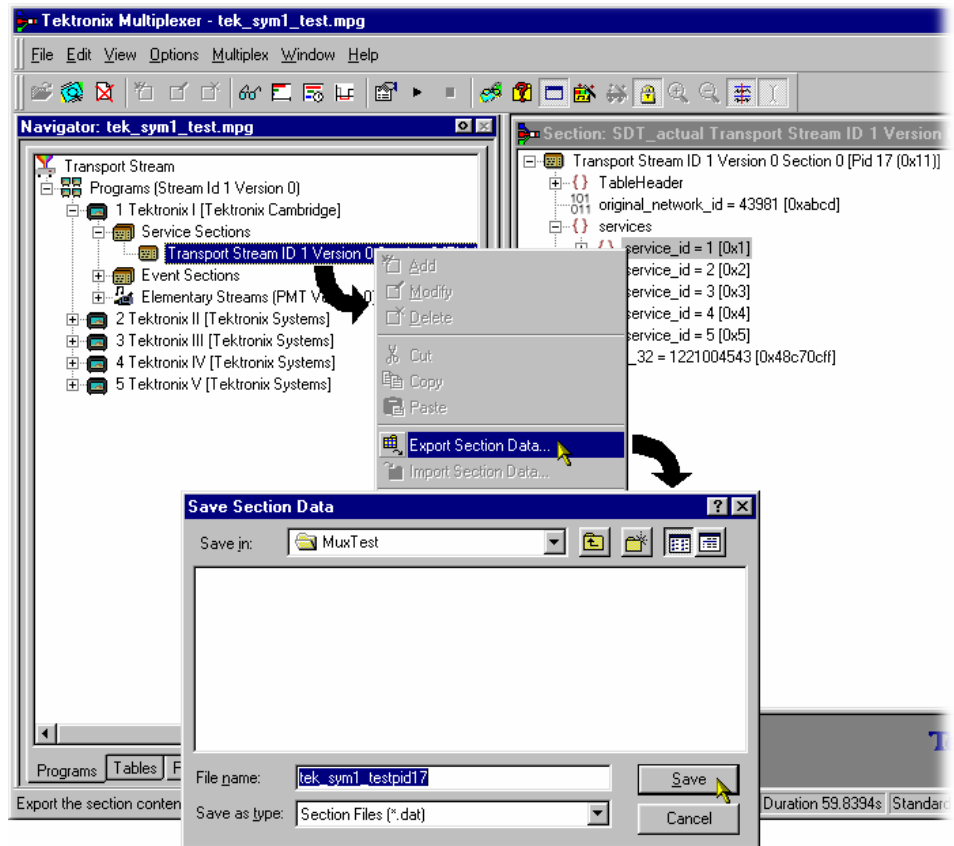 Tektronix Multiplexer - tek_sym1_test.mpg
File Edit View Options Multiplex Window Help
Navigator: tek_sym1_test.mpg
Transport Stream
Programs (Stream Id 1 Version 0)
1 Tektronix I [Tektronix Cambridge]
Service Sections
Transport Stream ID 1 Version 0
Event Sections
Elementary Streams (PMT
2 Tektronix II [Tektronix Systems]
3 Tektronix III [Tektronix Systems]
4 Tektronix IV [Tektronix Systems]
5 Tektronix V [Tektronix Systems]
Section: SDT_actual Transport Stream ID 1 Version
Transport Stream ID 1 Version 0 Section 0 [Pid 17 (0x11)]
{} TableHeader
101
011
original_network_id = 43981 [0xabcd]
{} services
service_id = 1 [0x1]
service_id = 2 [0x2]
service_id = 3 [0x3]
service_id = 4 [0x4]
service_id = 5 [0x5]
_32 = 1221004543 [0x48c70cff]
Add
Modify
Delete
Cut
Copy
Paste
Export Section Data...
Import Section Data...
Save Section Data
Save in: MuxTest
File name: tek_sym1_testpid17
Save
Save as type: Section Files (*.dat)
Cancel
Programs Tables F
Export the section conten
Duration 59.8394s Standard